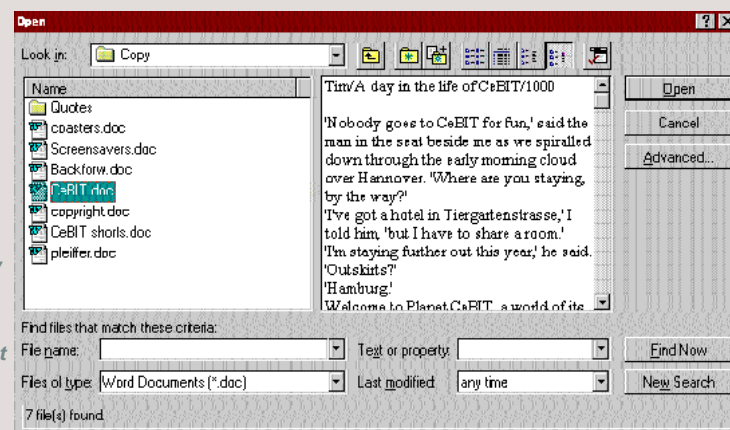 Open
Look in: Copy
Name
Quotes
coasters.doc
Screensavers.doc
Backforw.doc
CeBIT.doc
copyright.doc
CeBIT shorls.doc
pleiffer.doc
Tim/A day in the life of CeBIT/1000
'Nobody goes to CeBIT for fun,' said the
man in the seat beside me as we spiralled
down through the early morning cloud
over Hannover. 'Where are you staying,
by the way?'
'I've got a hotel in Tiergartenstrasse,' I
told him, 'but I have to share a room.'
'I'm staying further out this year,' he said.
'Outskirts?'
'Hamburg.'
Welcome to Planet CeBIT, a world of its
Open
Cancel
Advanced...
Find files that match these criteria:
File name:
Text or property:
Find Now
Files of type: Word Documents (*.doc)
Last modified: any time
New Search
7 file(s) found.